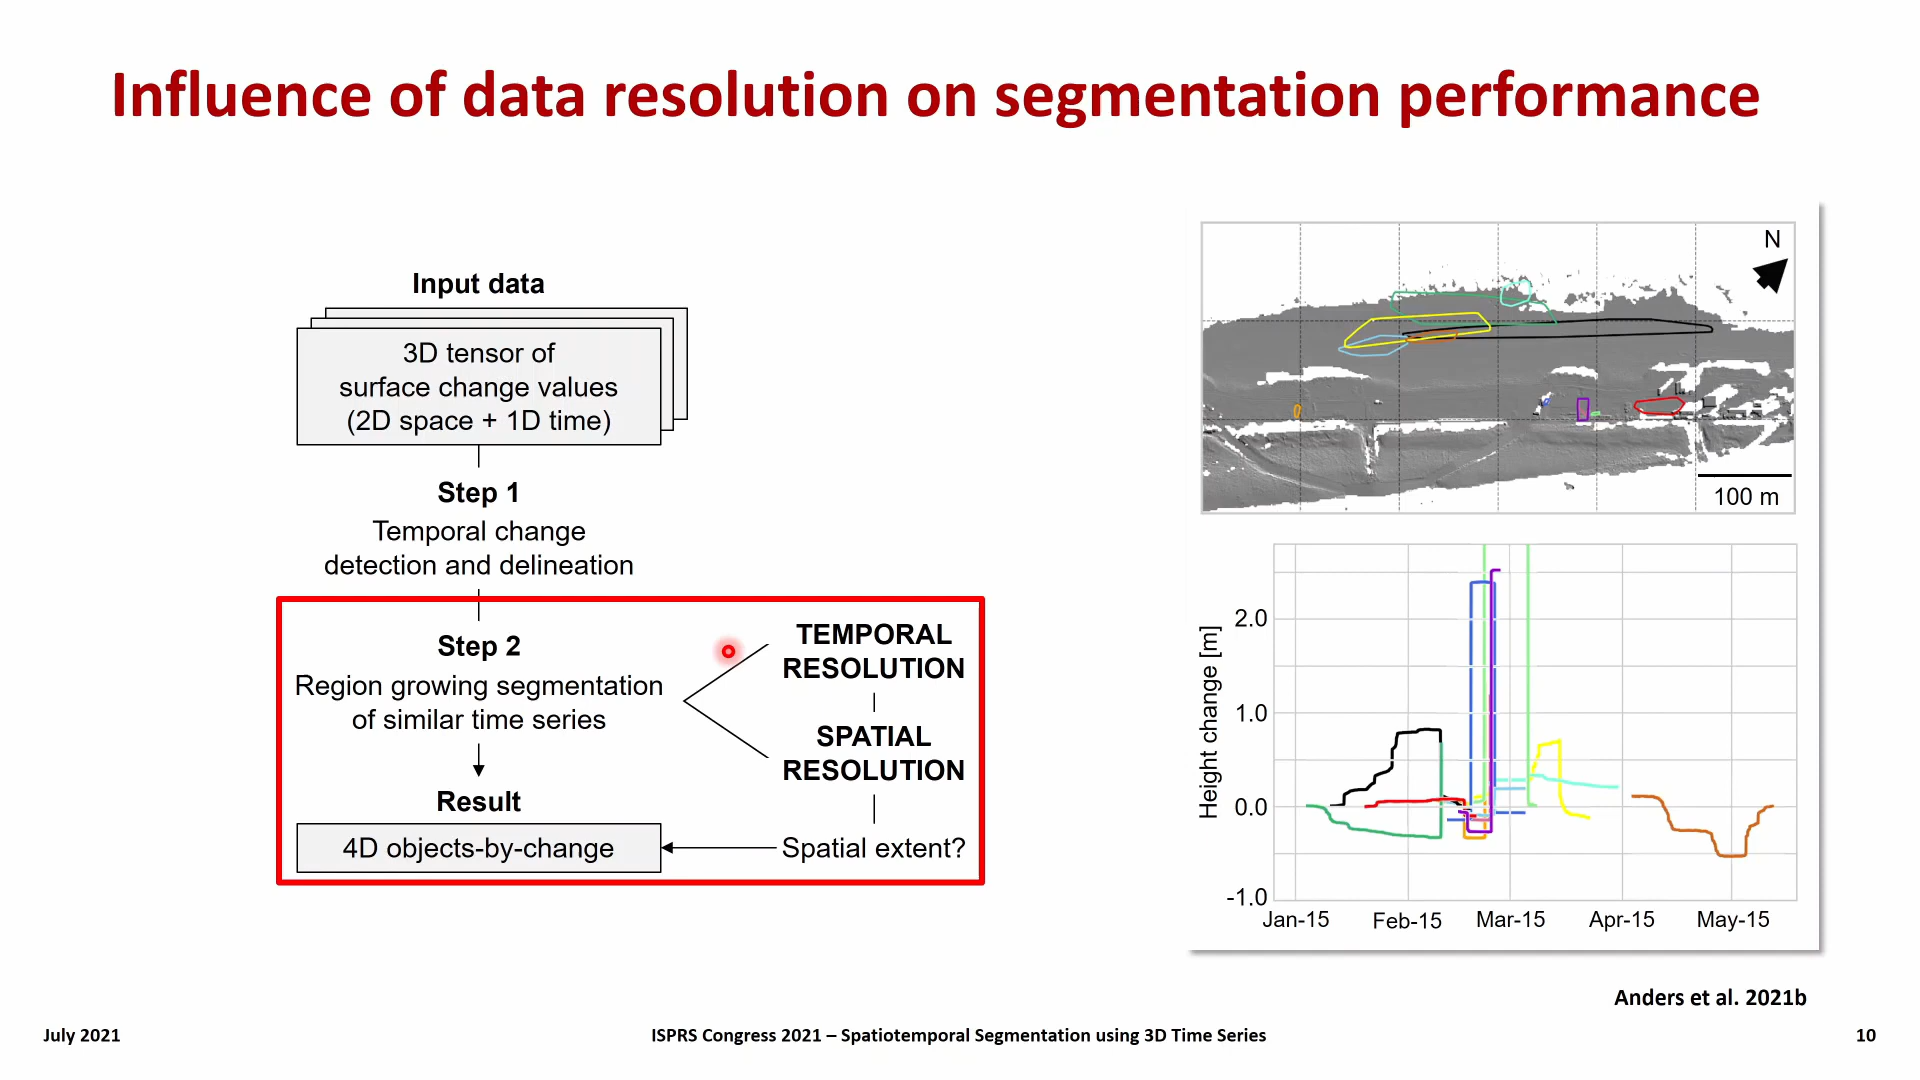 Influence of data resolution on segmentation performance
Input data
3D tensor of
surface change values
(2D space + 1D time)
Step 1
Temporal change
detection and delineation
Step 2
Region growing segmentation
of similar time series
TEMPORAL
RESOLUTION
SPATIAL
RESOLUTION
Spatial extent?
Result
4D objects-by-change
N
100 m
Height change [m]
2.0
1.0
0.0
-1.0
Jan-15
Feb-15
Mar-15
Apr-15
May-15
Anders et al. 2021b
July 2021
ISPRS Congress 2021 – Spatiotemporal Segmentation using 3D Time Series
10